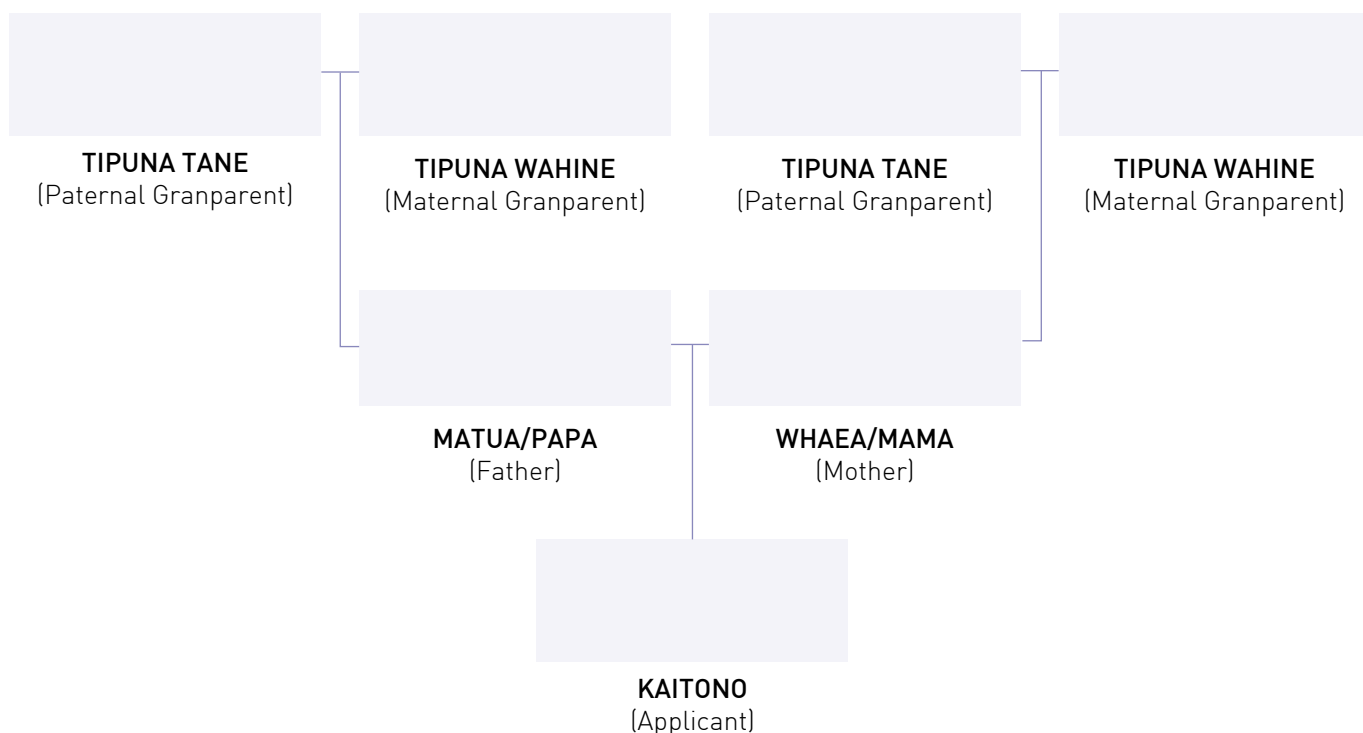 TIPUNA TANE
(Paternal Granparent)
TIPUNA WAHINE
(Maternal Granparent)
TIPUNA TANE
(Paternal Granparent)
TIPUNA WAHINE
(Maternal Granparent)
MATUA/PAPA
(Father)
WHAEA/MAMA
(Mother)
KAITONO
(Applicant)